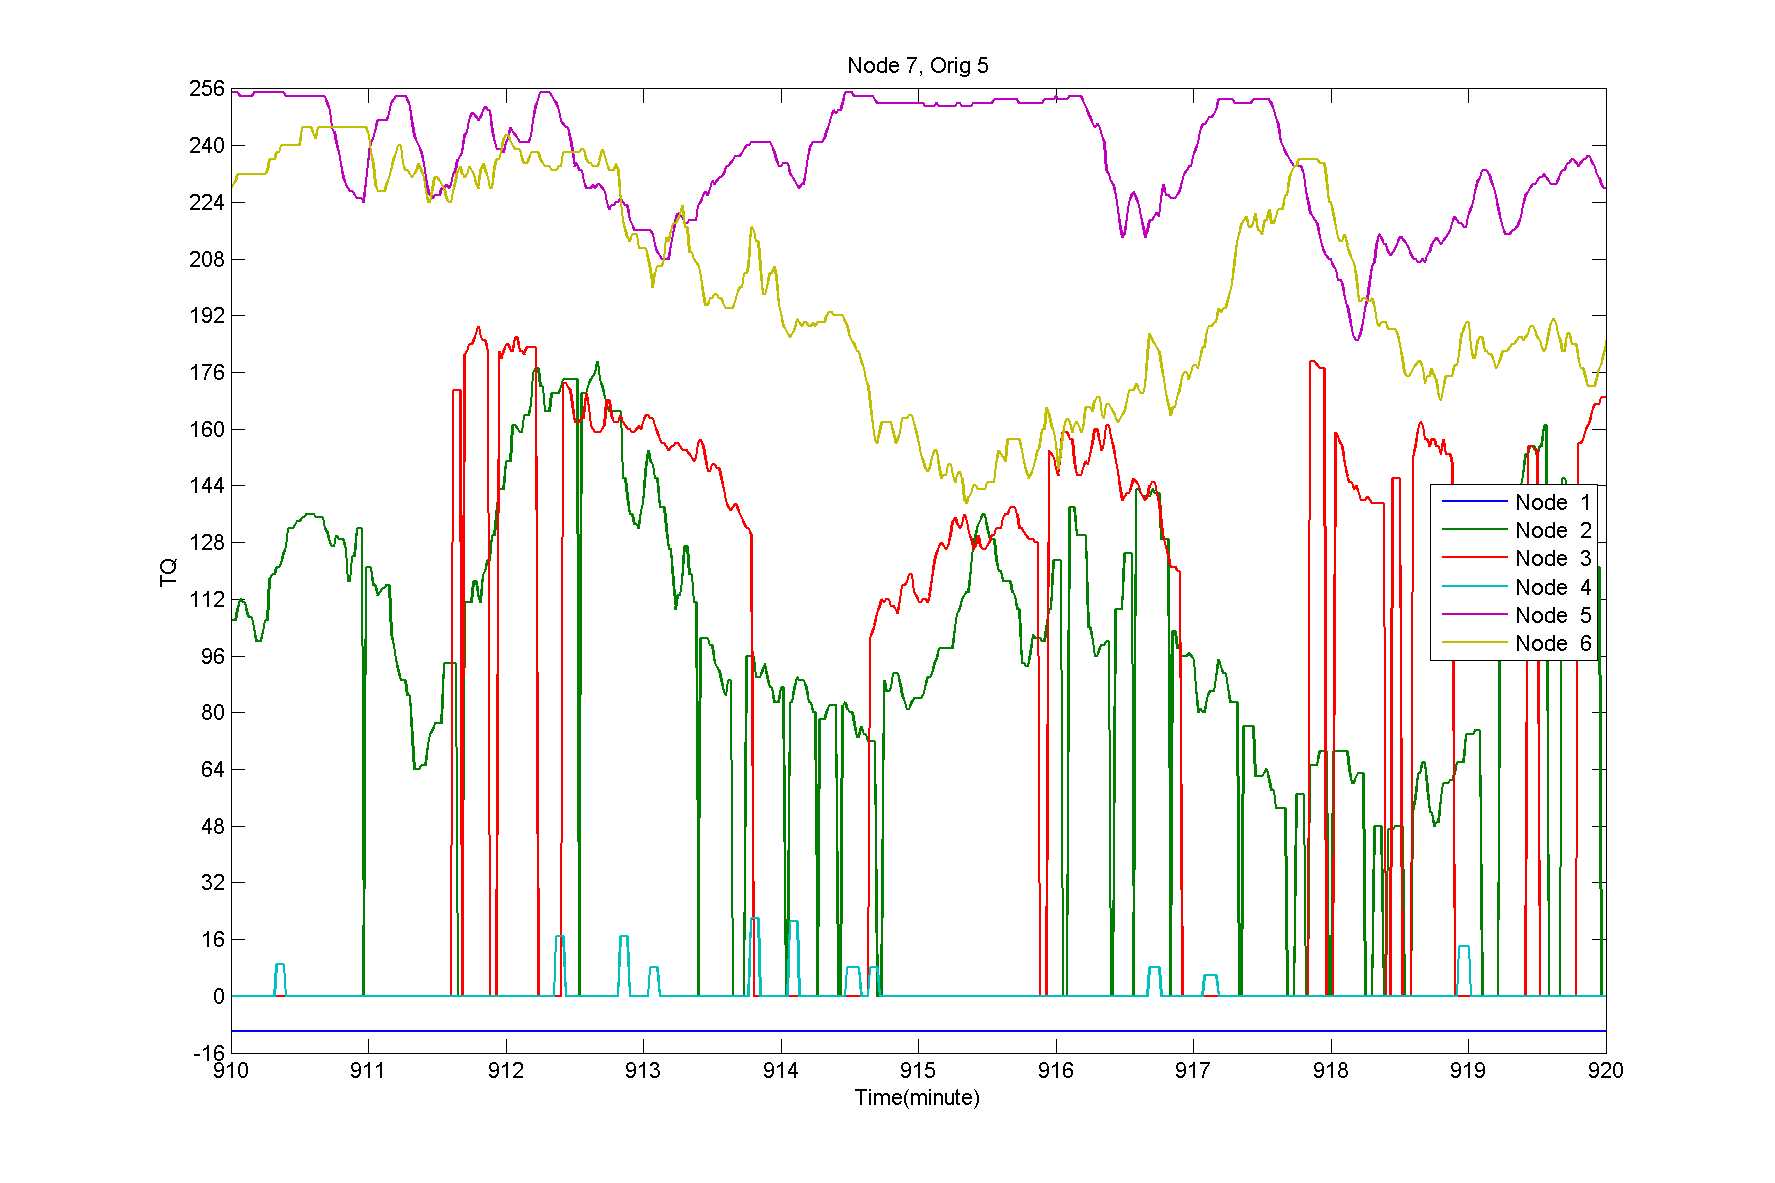 Node 7, Orig 5
256
240
224
208
192
176
160
144
128
112
96
80
64
48
32
16
0
-16
TQ
Node 1
Node 2
Node 3
Node 4
Node 5
Node 6
910 911 912 913 914 915 916 917 918 919 920
Time(minute)